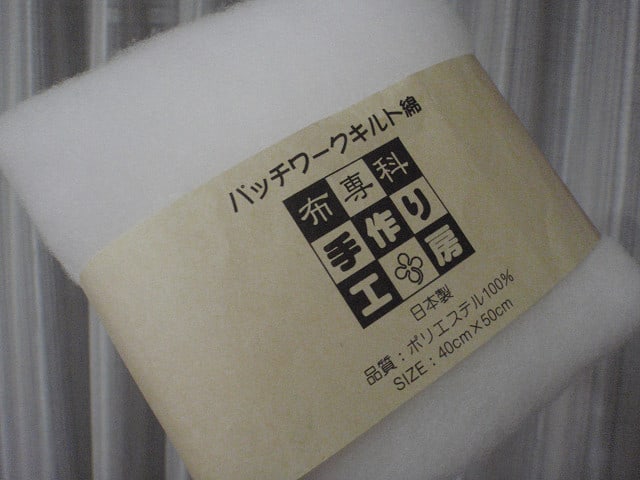 パッチワークキルト綿
布専科
手作り
工房
日本製
品質：ポリエステル100%
SIZE：40cm×50cm